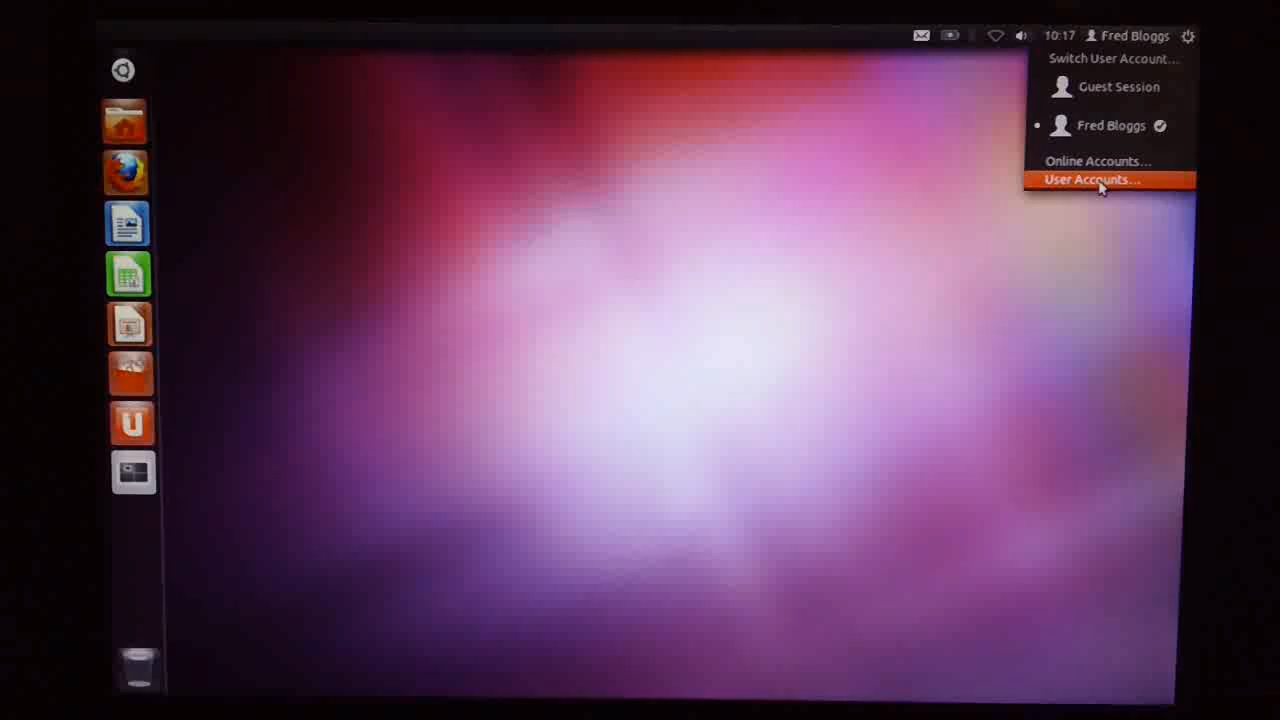 10:17 Fred Bloggs
Switch User Account...
Guest Session
Fred Bloggs
Online Accounts...
User Accounts...
U